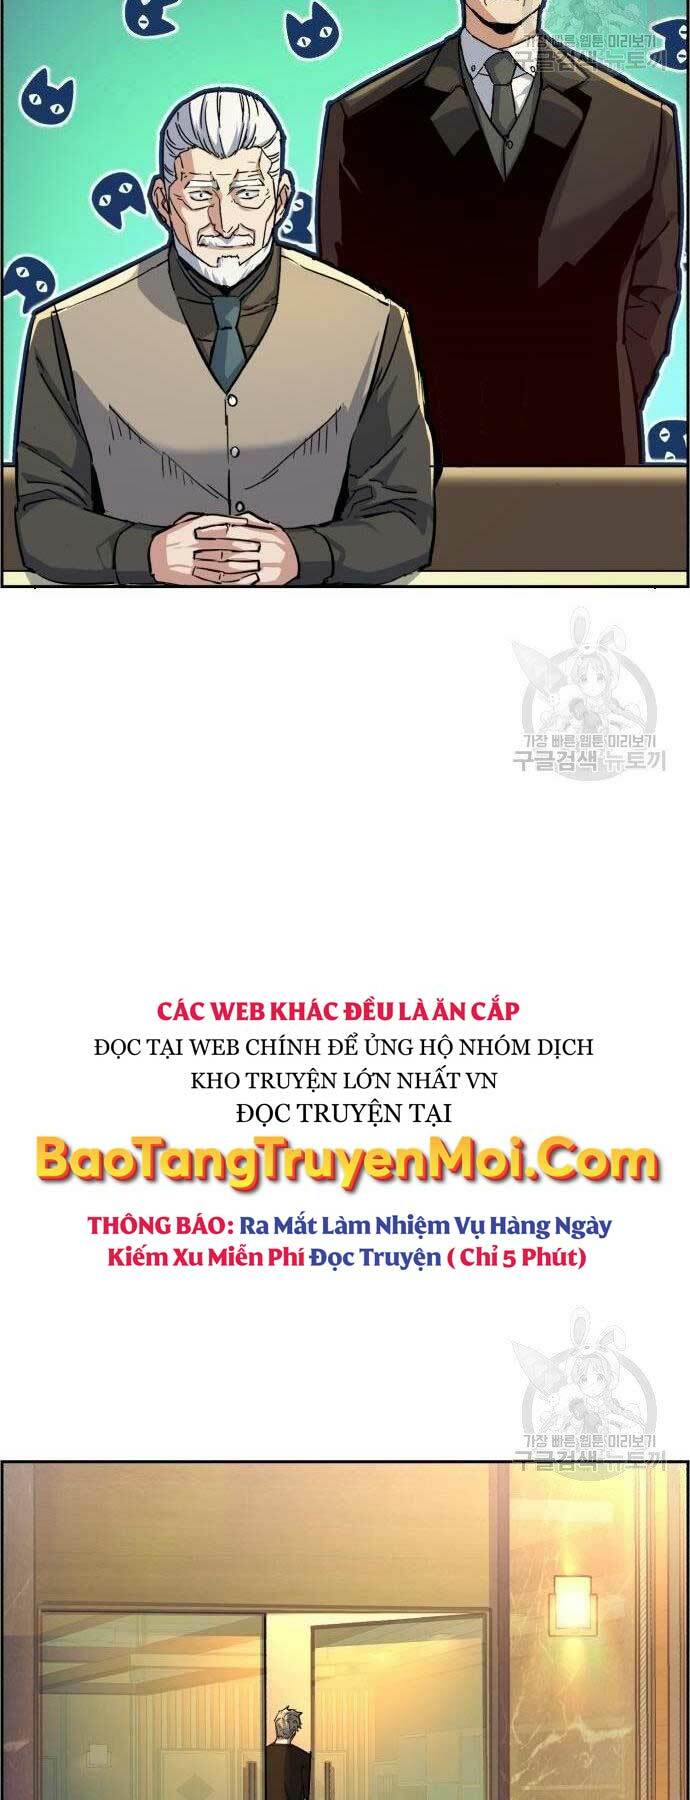 가장 빠른 웹툰 미리보기
구글검색 뉴토끼
가장 빠른 웹툰 미리보기
구글검색 뉴토끼
CÁC WEB KHÁC ĐỀU LÀ ĂN CẮP
ĐỌC TẠI WEB CHÍNH ĐỂ ỦNG HỘ NHÓM DỊCH
KHO TRUYỆN LỚN NHẤT VN
ĐỌC TRUYỆN TẠI
BaoTangTruyenMoi.Com
THÔNG BÁO: Ra Mắt Làm Nhiệm Vụ Hàng Ngày
Kiếm Xu Miễn Phí Đọc Truyện ( Chỉ 5 Phút)
가장 빠른 웹툰 미리보기
구글검색 뉴토끼